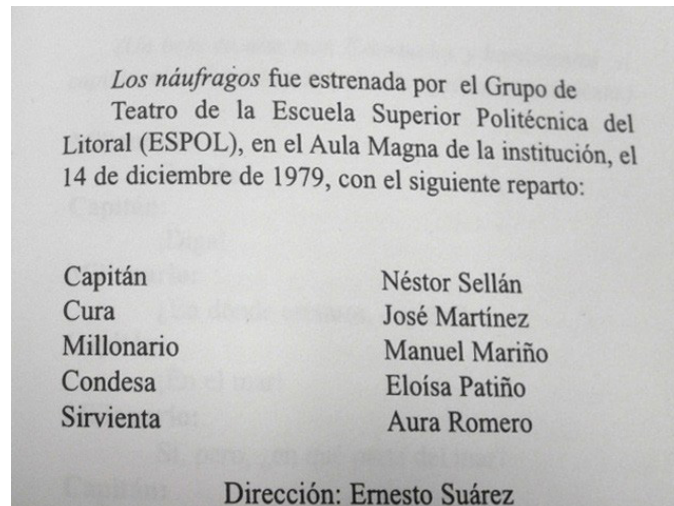 Los náufragos fue estrenada por el Grupo de
Teatro de la Escuela Superior Politécnica del
Litoral (ESPOL), en el Aula Magna de la institución, el
14 de diciembre de 1979, con el siguiente reparto:
Capitán Néstor Sellán
Cura José Martínez
Millonario Manuel Mariño
Condesa Eloísa Patiño
Sirvienta Aura Romero
Dirección: Ernesto Suárez